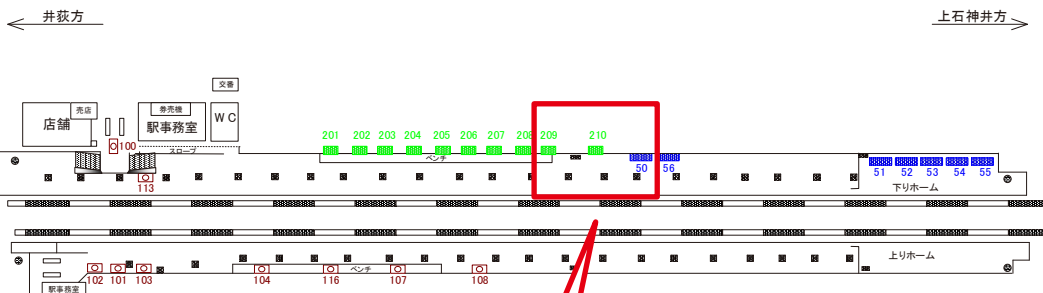 井荻方
上石神井方
交番
売店
店舗
券売機
駅事務室
WC
100
スロープ
201
202
203
204
205
206
207
208
209
210
ベンチ
50
56
51
52
53
54
55
113
下りホーム
上りホーム
102
101
103
104
ベンチ
116
107
108
駅事務室